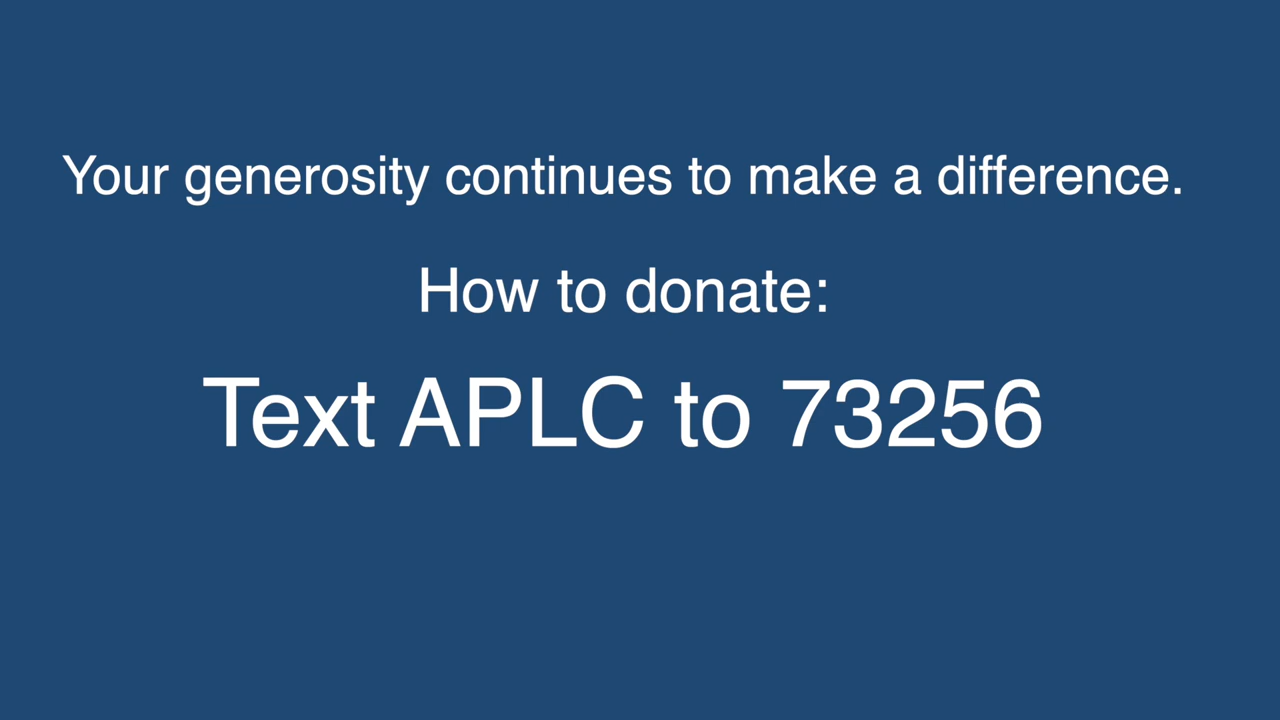 Your generosity continues to make a difference.
How to donate:
Text APLC to 73256